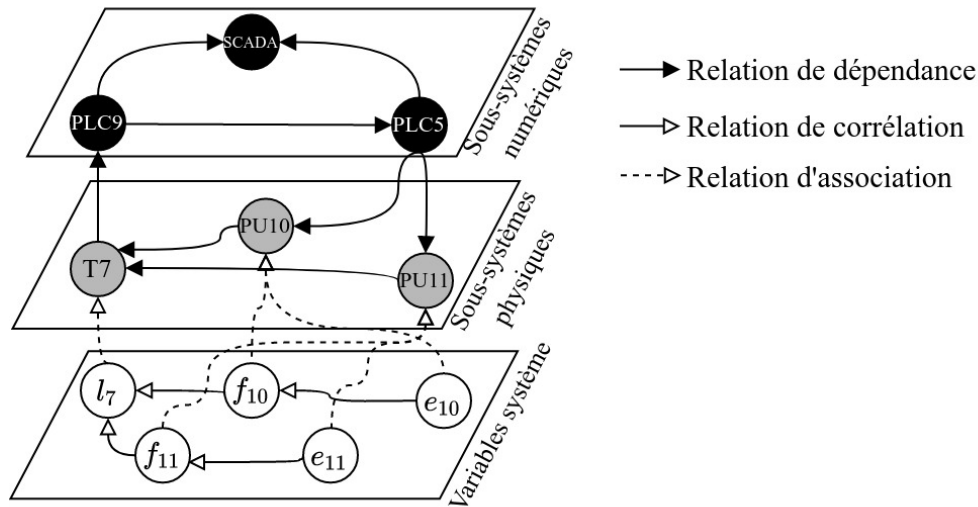 SCADA
PLC9
PLC5
Sous-systèmes
numériques
Relation de dépendance
Relation de corrélation
Relation d'association
PU10
T7
PU11
Sous-systèmes
physiques
l7
f10
e10
f11
e11
Variables système